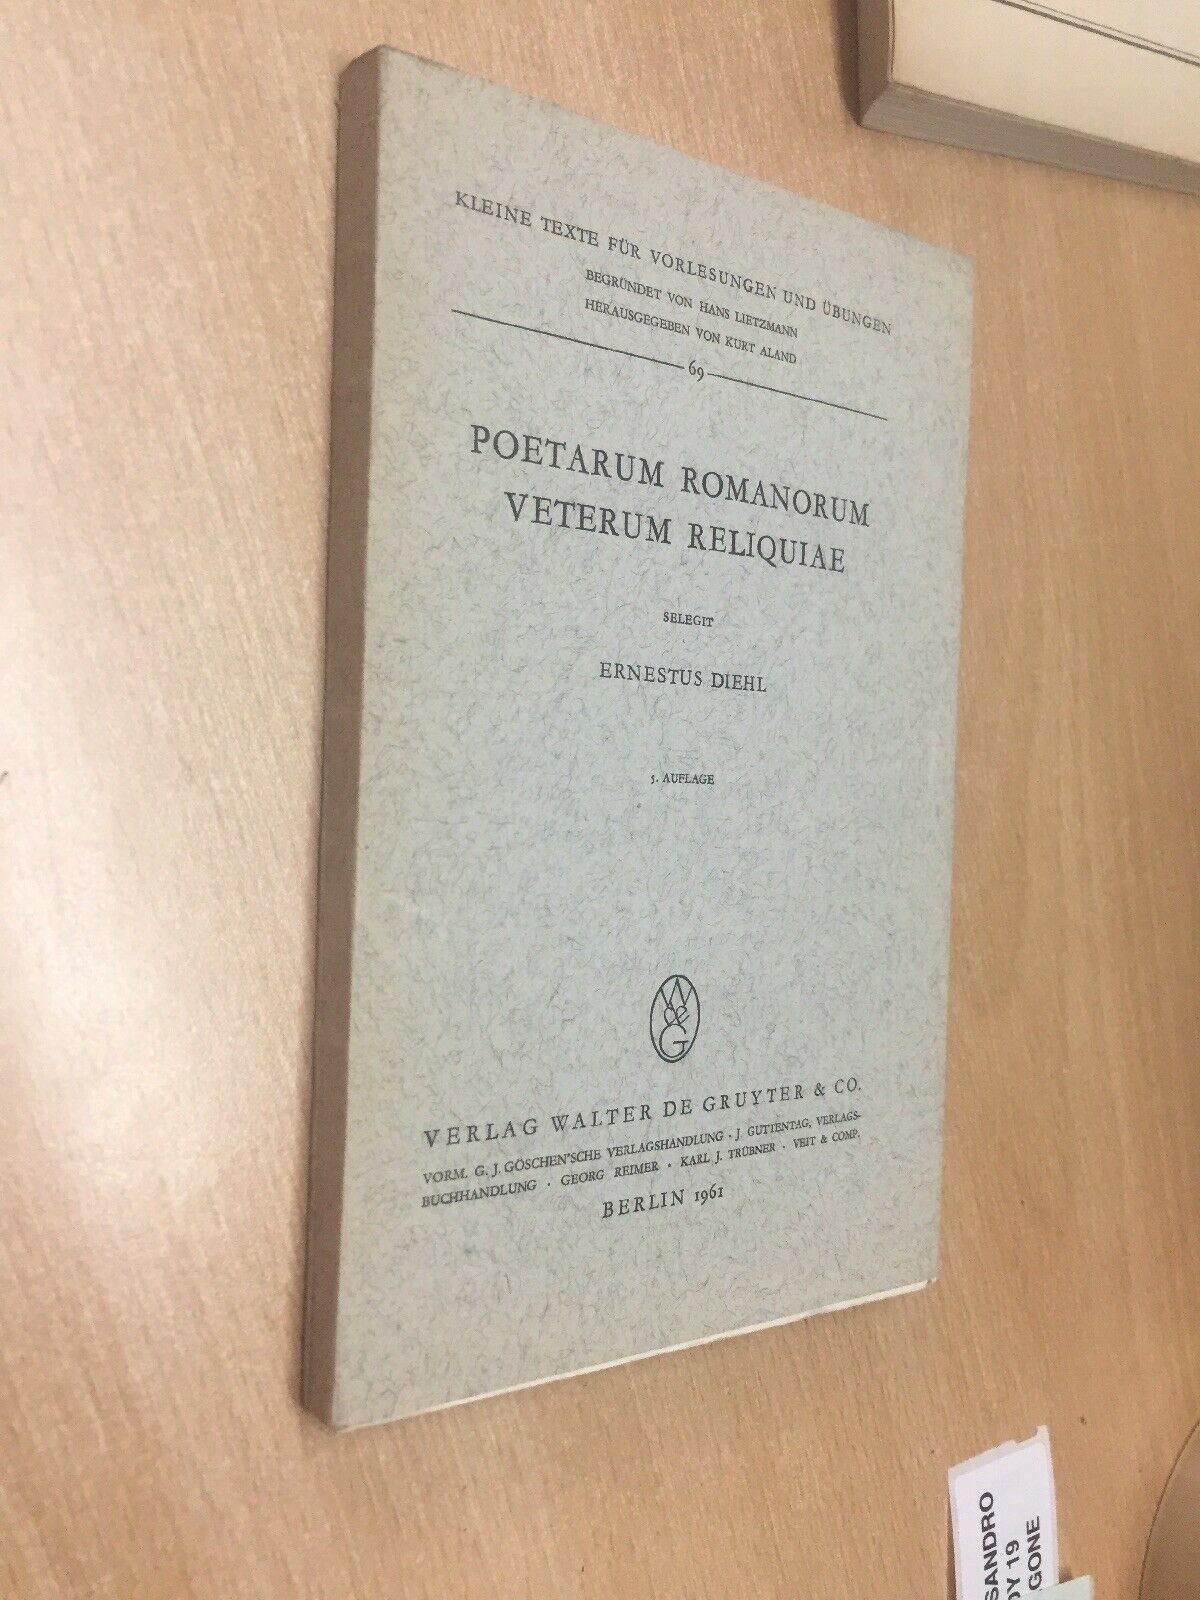 KLEINE TEXTE FÜR VORLESUNGEN UND ÜBUNGEN
BEGRÜNDET VON HANS LIETZMANN
HERAUSGEGEBEN VON KURT ALAND
69
POETARUM ROMANORUM
VETERUM RELIQUIAE
SELEGIT
ERNESTUS DIEHL
5. AUFLAGE
W
de
G
VERLAG WALTER DE GRUYTER & CO.
VORM. G. J. GÖSCHEN'SCHE VERLAGSHANDLUNG · J. GUTTENTAG, VERLAGS-
BUCHHANDLUNG · GEORG REIMER · KARL J. TRÜBNER · VEIT & COMP.
BERLIN 1961
SANDRO
19
GONE